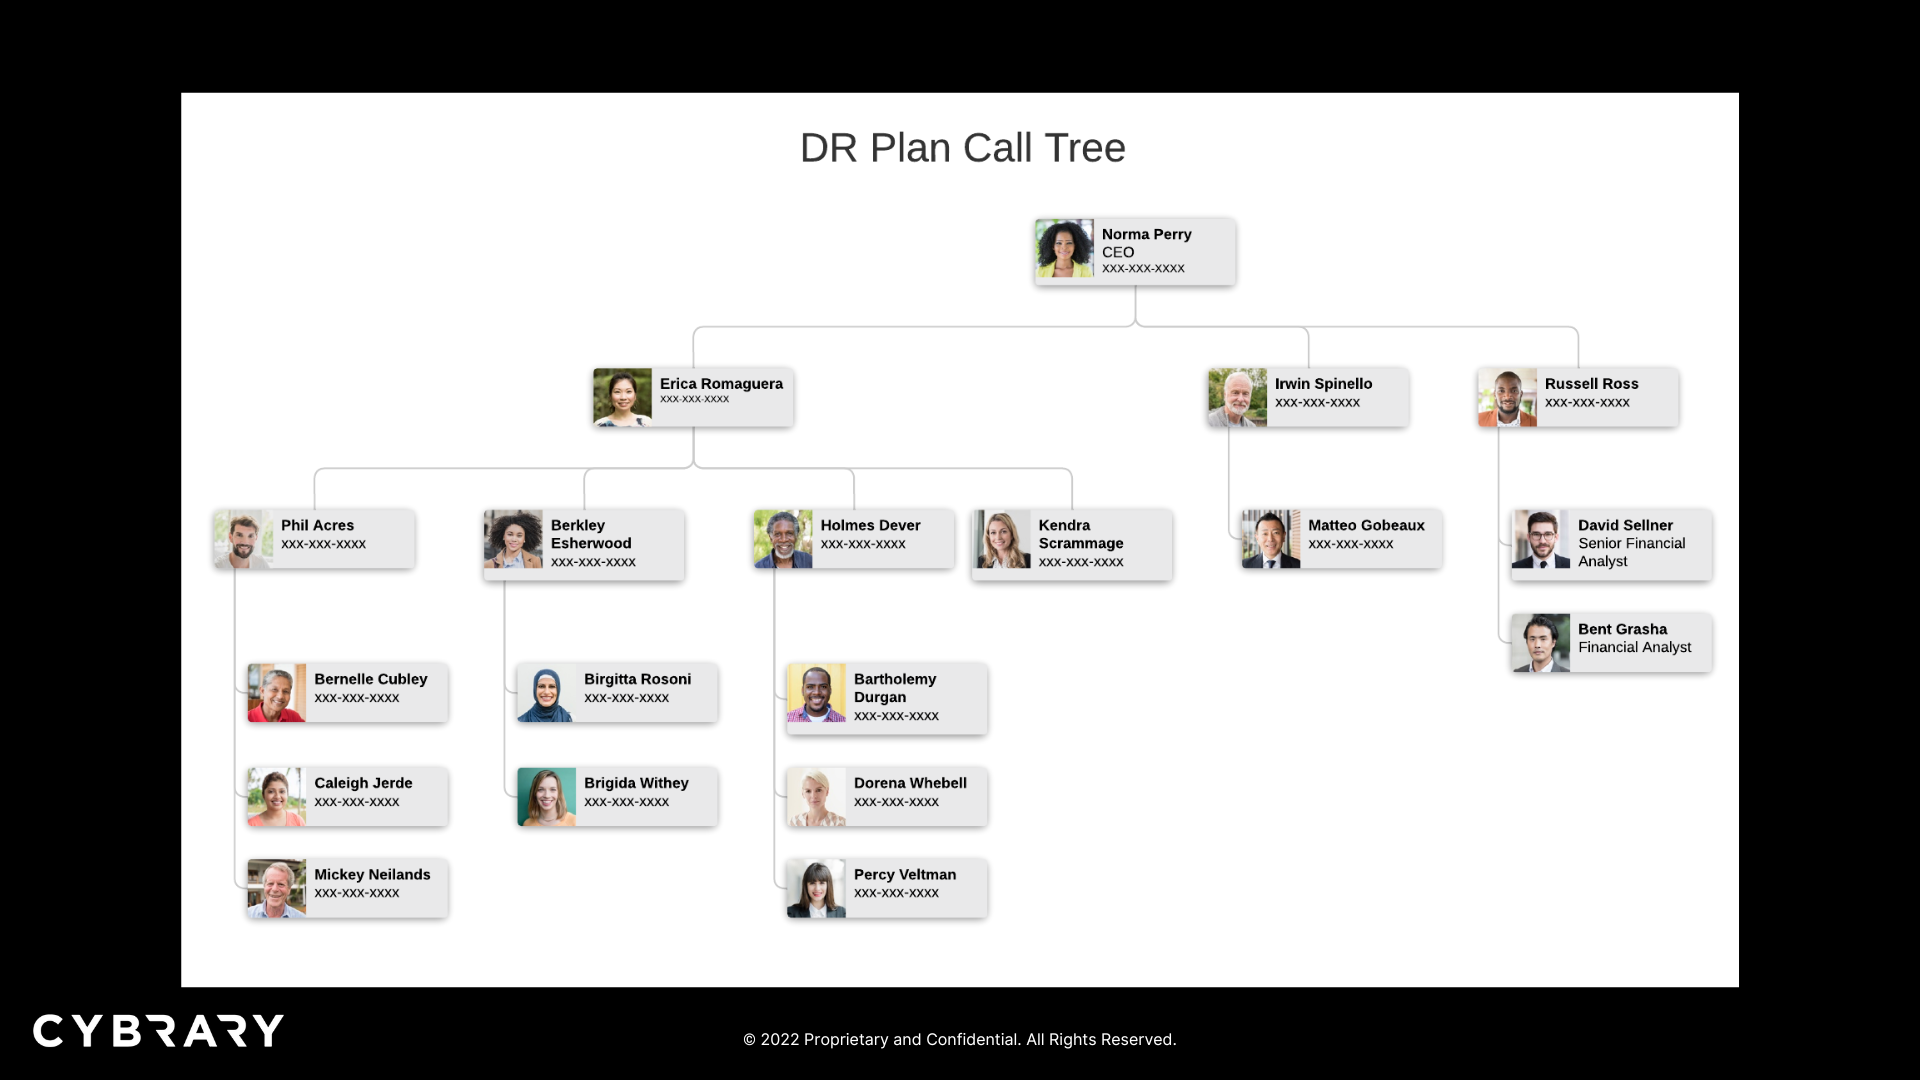 DR Plan Call Tree
Norma Perry
CEO
xxx-xxx-xxxx
Erica Romaguera
xxx-xxx-xxxx
Irwin Spinello
xxx-xxx-xxxx
Russell Ross
xxx-xxx-xxxx
Phil Acres
xxx-xxx-xxxx
Berkley
Esherwood
xxx-xxx-xxxx
Holmes Dever
xxx-xxx-xxxx
Kendra
Scrammage
xxx-xxx-xxxx
Matteo Gobeaux
xxx-xxx-xxxx
David Sellner
Senior Financial
Analyst
Bent Grasha
Financial Analyst
Bernelle Cubley
xxx-xxx-xxxx
Birgitta Rosoni
xxx-xxx-xxxx
Bartholemy
Durgan
xxx-xxx-xxxx
Caleigh Jerde
xxx-xxx-xxxx
Brigida Withey
xxx-xxx-xxxx
Dorena Whebell
xxx-xxx-xxxx
Mickey Neilands
xxx-xxx-xxxx
Percy Veltman
xxx-xxx-xxxx
CYBRARY
© 2022 Proprietary and Confidential. All Rights Reserved.